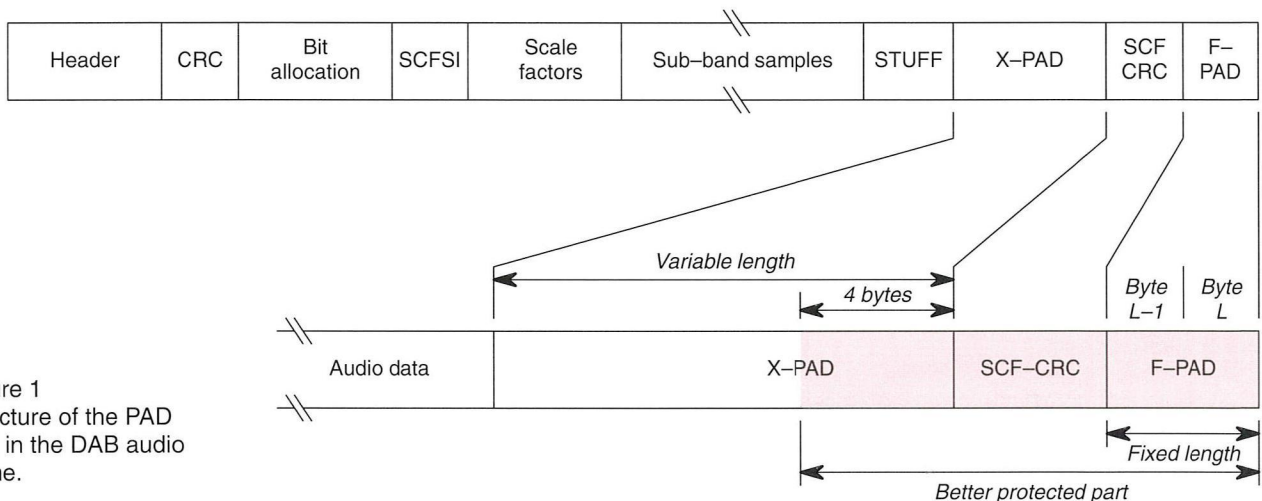 Header
CRC
Bit
allocation
SCFSI
Scale
factors
Sub–band samples
STUFF
X–PAD
SCF
CRC
F–
PAD
Variable length
4 bytes
Byte
L–1
Byte
L
Audio data
X–PAD
SCF–CRC
F–PAD
Fixed length
Better protected part
ure 1
cture of the PAD
in the DAB audio